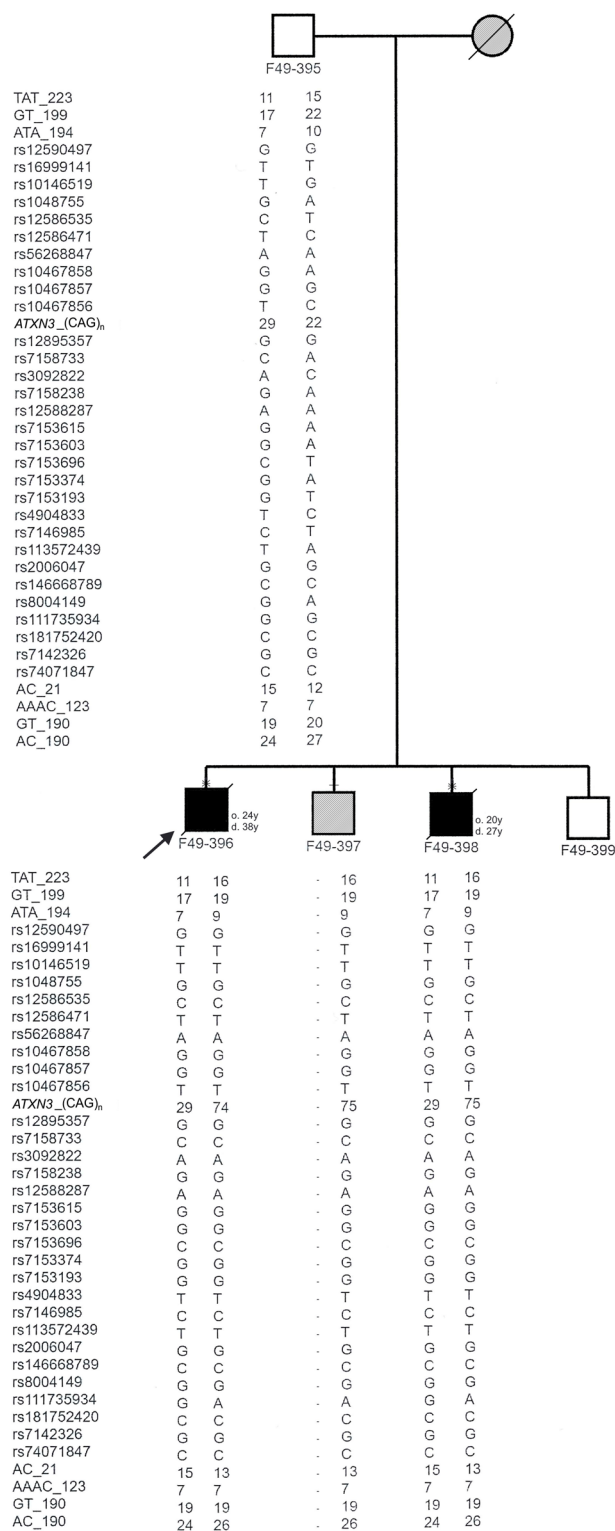 F49-395
TAT_223 11 15
GT_199 17 22
ATA_194 7 10
rs12590497 G G
rs16999141 T T
rs10146519 T G
rs1048755 G A
rs12586535 C T
rs12586471 T C
rs56268847 A A
rs10467858 G A
rs10467857 G G
rs10467856 T C
ATXN3_(CAG)n 29 22
rs12895357 G G
rs7158733 C A
rs3092822 A C
rs7158238 G A
rs12588287 A A
rs7153615 G A
rs7153603 G A
rs7153696 C T
rs7153374 G A
rs7153193 G T
rs4904833 T C
rs7146985 C T
rs113572439 T A
rs2006047 G G
rs146668789 C C
rs8004149 G A
rs111735934 G G
rs181752420 C C
rs7142326 G G
rs74071847 C C
AC_21 15 12
AAAC_123 7 7
GT_190 19 20
AC_190 24 27
o. 24y
d. 38y
o. 20y
d. 27y
F49-396 F49-397 F49-398 F49-399
TAT_223 11 16 - 16 11 16
GT_199 17 19 - 19 17 19
ATA_194 7 9 - 9 7 9
rs12590497 G G - G G G
rs16999141 T T - T T T
rs10146519 T T - T T T
rs1048755 G G - G G G
rs12586535 C C - C C C
rs12586471 T T - T T T
rs56268847 A A - A A A
rs10467858 G G - G G G
rs10467857 G G - G G G
rs10467856 T T - T T T
ATXN3_(CAG)n 29 74 - 75 29 75
rs12895357 G G - G G G
rs7158733 C C - C C C
rs3092822 A A - A A A
rs7158238 G G - G G G
rs12588287 A A - A A A
rs7153615 G G - G G G
rs7153603 G G - G G G
rs7153696 C C - C C C
rs7153374 G G - G G G
rs7153193 G G - G G G
rs4904833 T T - T T T
rs7146985 C C - C C C
rs113572439 T T - T T T
rs2006047 G G - G G G
rs146668789 C C - C C C
rs8004149 G G - G G G
rs111735934 G A - A G A
rs181752420 C C - C C C
rs7142326 G G - G G G
rs74071847 C C - C C C
AC_21 15 13 - 13 15 13
AAAC_123 7 7 - 7 7 7
GT_190 19 19 - 19 19 19
AC_190 24 26 - 26 24 26